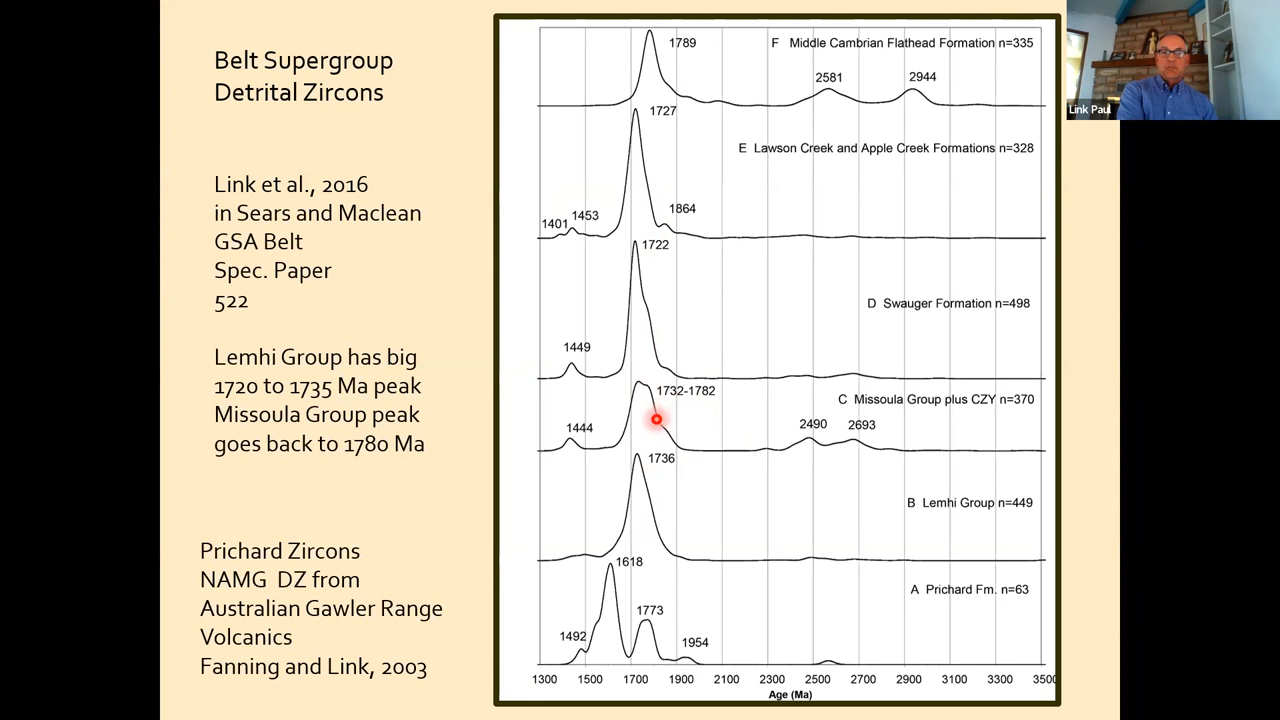 Belt Supergroup
Detrital Zircons
Link et al., 2016
in Sears and Maclean
GSA Belt
Spec. Paper
522
Lemhi Group has big
1720 to 1735 Ma peak
Missoula Group peak
goes back to 1780 Ma
Prichard Zircons
NAMG DZ from
Australian Gawler Range
Volcanics
Fanning and Link, 2003
1789
F Middle Cambrian Flathead Formation n=335
2581
2944
1727
E Lawson Creek and Apple Creek Formations n=328
1401
1453
1864
1722
D Swauger Formation n=498
1449
1732-1782
C Missoula Group plus CZY n=370
1444
2490
2693
1736
B Lemhi Group n=449
1618
A Prichard Fm. n=63
1492
1773
1954
1300 1500 1700 1900 2100 2300 2500 2700 2900 3100 3300 3500
Age (Ma)
Link Paul